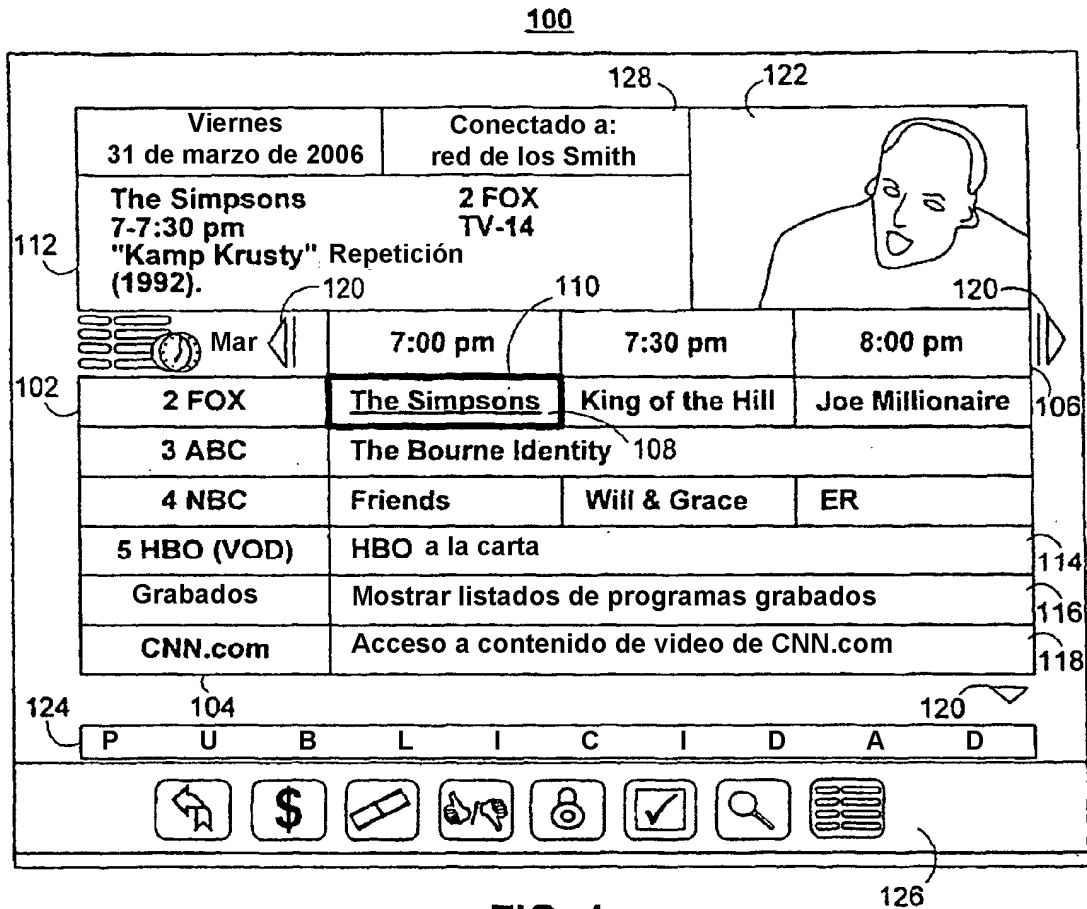 100
128
122
Viernes
31 de marzo de 2006
Conectado a:
red de los Smith
The Simpsons 2 FOX
7-7:30 pm TV-14
"Kamp Krusty" Repetición
(1992).
112
120
110
120
Mar 7:00 pm 7:30 pm 8:00 pm
102
2 FOX The Simpsons King of the Hill Joe Millionaire
106
3 ABC The Bourne Identity
108
4 NBC Friends Will & Grace ER
5 HBO (VOD) HBO a la carta
114
Grabados Mostrar listados de programas grabados
116
CNN.com Acceso a contenido de video de CNN.com
118
124
104
120
P U B L I C I D A D
$
126